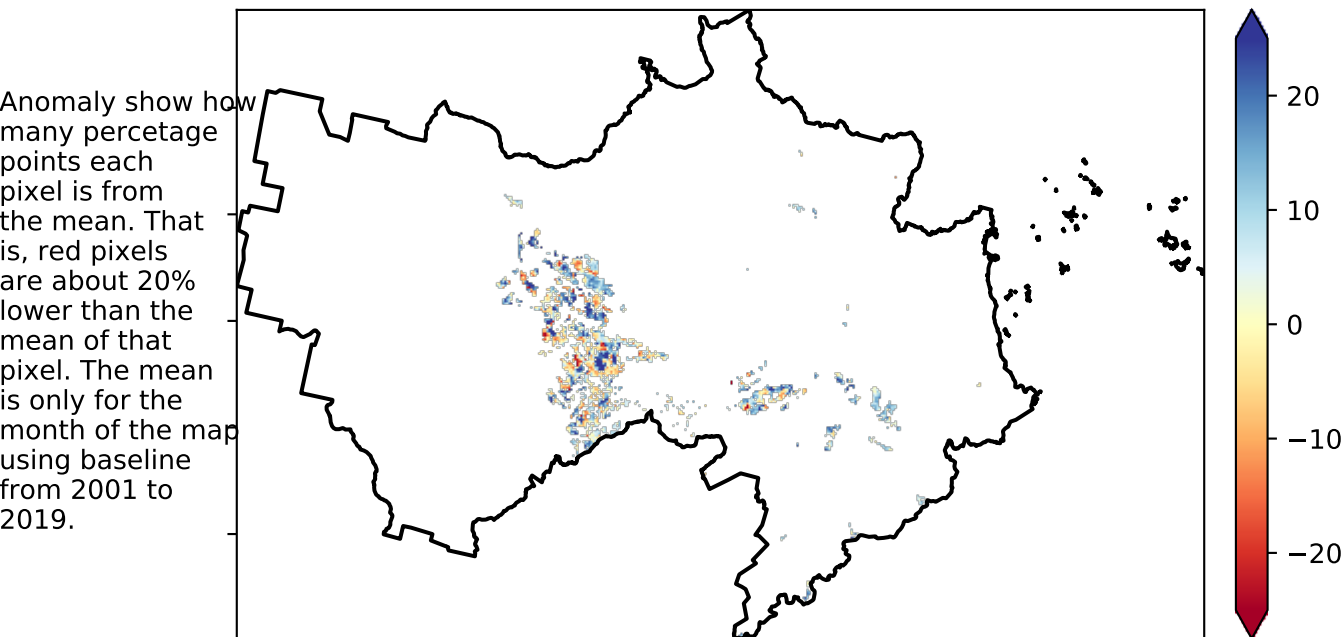 Anomaly show how
many percetage
points each
pixel is from
the mean. That
is, red pixels
are about 20%
lower than the
mean of that
pixel. The mean
is only for the
month of the map
using baseline
from 2001 to
2019.
20
10
0
−10
−20